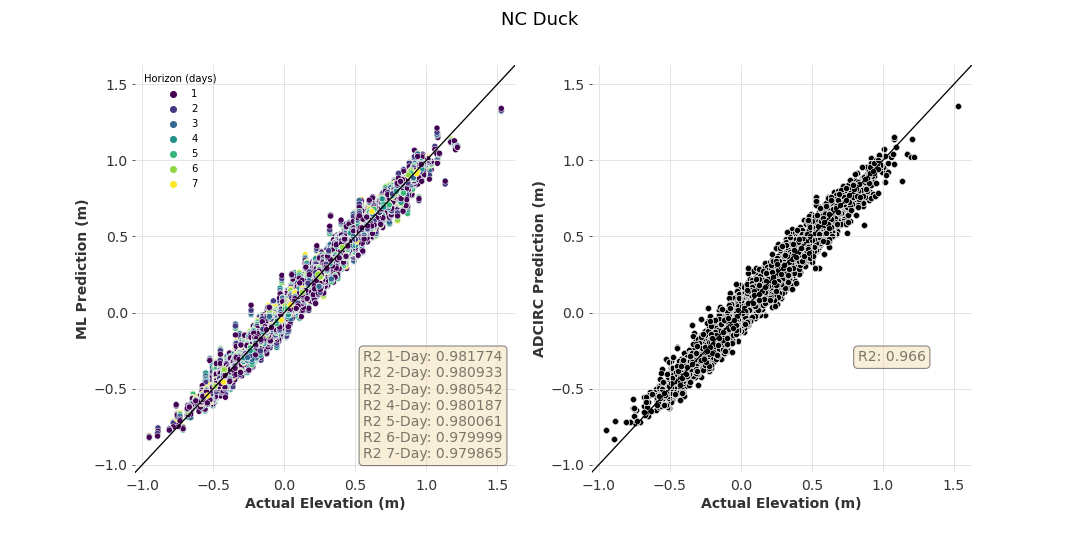 NC Duck
Horizon (days)
1
2
3
4
5
6
7
ML Prediction (m)
1.5
1.0
0.5
0.0
−0.5
−1.0
R2 1-Day: 0.981774
R2 2-Day: 0.980933
R2 3-Day: 0.980542
R2 4-Day: 0.980187
R2 5-Day: 0.980061
R2 6-Day: 0.979999
R2 7-Day: 0.979865
−1.0 −0.5 0.0 0.5 1.0 1.5
Actual Elevation (m)
ADCIRC Prediction (m)
1.5
1.0
0.5
0.0
−0.5
−1.0
R2: 0.966
−1.0 −0.5 0.0 0.5 1.0 1.5
Actual Elevation (m)